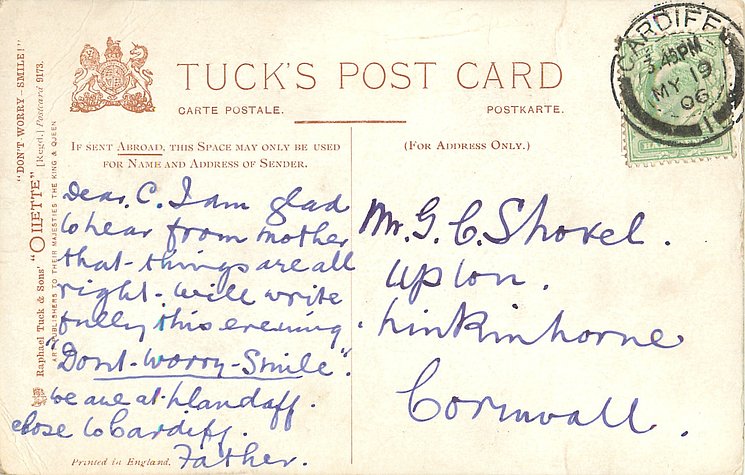 "DON'T WORRY-SMILE!"
Raphael Tuck & Sons' "OILETTE" [Regd.] Postcard 9173.
ART PUBLISHERS TO THEIR MAJESTIES THE KING & QUEEN
TUCK'S POST CARD
CARTE POSTALE.
POSTKARTE.
IF SENT ABROAD, THIS SPACE MAY ONLY BE USED
FOR NAME AND ADDRESS OF SENDER.
(FOR ADDRESS ONLY.)
CARDIFF
3.45PM
MY 19
06
1
Dear. C. I am glad
to hear from mother
that things are all
right. Will write
fully this evening.
"Dont-Worry-Smile".
We are at Llandaff.
close to Cardiff.
Father.
Mr. G. C. Shovel.
Upton.
Linkinhorne
Cornwall.
Printed in England.